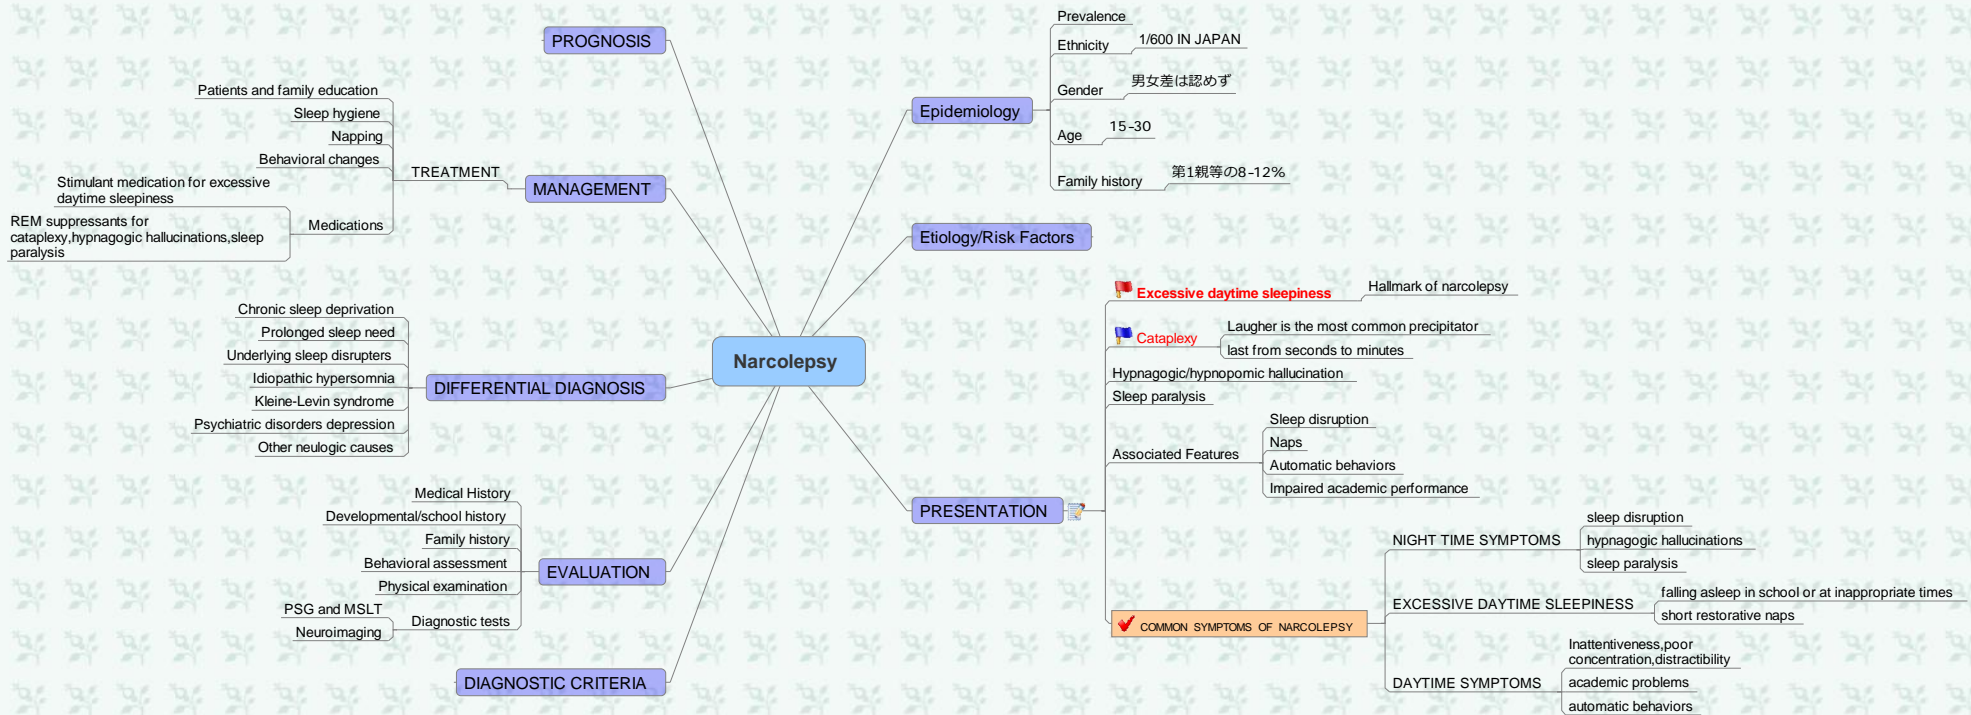 Narcolepsy
PROGNOSIS
MANAGEMENT
TREATMENT
Patients and family education
Sleep hygiene
Napping
Behavioral changes
Medications
Stimulant medication for excessive
daytime sleepiness
REM suppressants for
cataplexy,hypnagogic hallucinations,sleep
paralysis
DIFFERENTIAL DIAGNOSIS
Chronic sleep deprivation
Prolonged sleep need
Underlying sleep disrupters
Idiopathic hypersomnia
Kleine-Levin syndrome
Psychiatric disorders depression
Other neulogic causes
EVALUATION
Medical History
Developmental/school history
Family history
Behavioral assessment
Physical examination
Diagnostic tests
PSG and MSLT
Neuroimaging
DIAGNOSTIC CRITERIA
Epidemiology
Prevalence
Ethnicity
1/600 IN JAPAN
Gender
男女差は認めず
Age
15-30
Family history
第1親等の8-12%
Etiology/Risk Factors
PRESENTATION
Excessive daytime sleepiness
Hallmark of narcolepsy
Cataplexy
Laugher is the most common precipitator
last from seconds to minutes
Hypnagogic/hypnopomic hallucination
Sleep paralysis
Associated Features
Sleep disruption
Naps
Automatic behaviors
Impaired academic performance
COMMON SYMPTOMS OF NARCOLEPSY
NIGHT TIME SYMPTOMS
sleep disruption
hypnagogic hallucinations
sleep paralysis
EXCESSIVE DAYTIME SLEEPINESS
falling asleep in school or at inappropriate times
short restorative naps
DAYTIME SYMPTOMS
Inattentiveness,poor
concentration,distractibility
academic problems
automatic behaviors